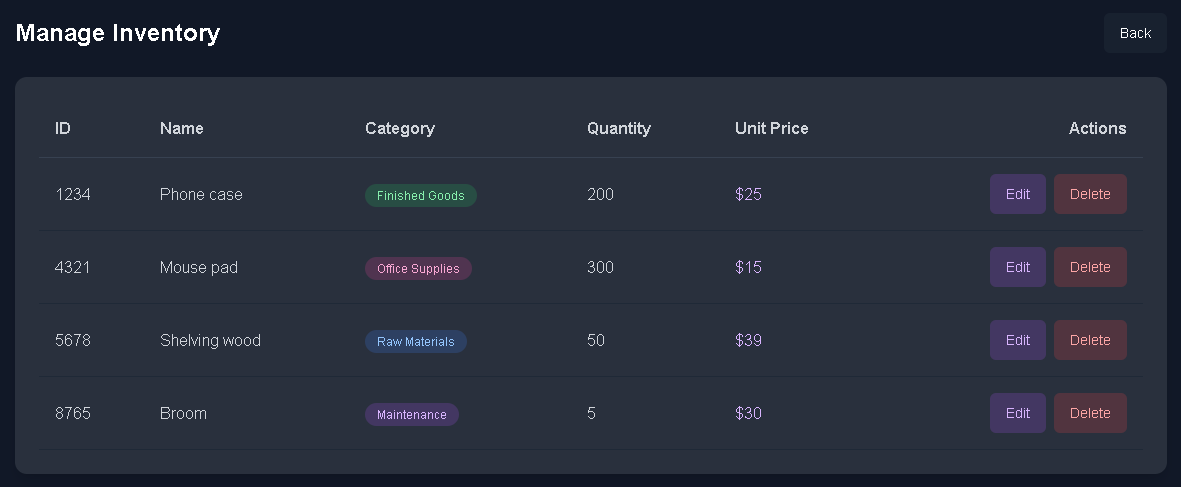 Manage Inventory Back
ID Name Category Quantity Unit Price Actions
1234 Phone case Finished Goods 200 $25 Edit Delete
4321 Mouse pad Office Supplies 300 $15 Edit Delete
5678 Shelving wood Raw Materials 50 $39 Edit Delete
8765 Broom Maintenance 5 $30 Edit Delete